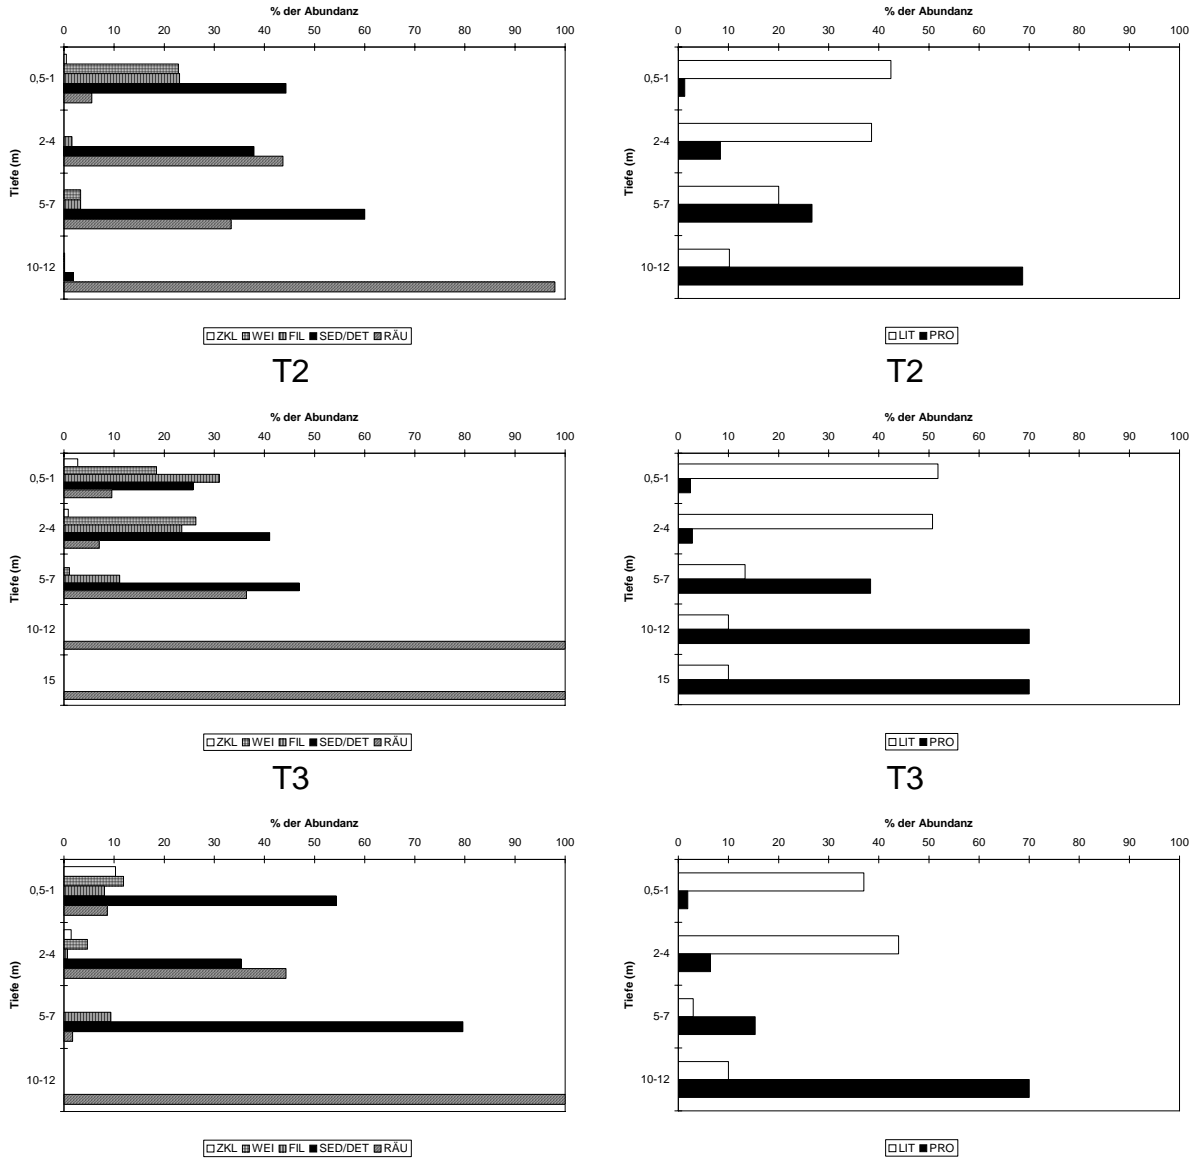 % der Abundanz
0 10 20 30 40 50 60 70 80 90 100
Tiefe (m)
0,5-1
2-4
5-7
10-12
ZKL WEI FIL SED/DET RÄU
% der Abundanz
0 10 20 30 40 50 60 70 80 90 100
Tiefe (m)
0,5-1
2-4
5-7
10-12
LIT PRO
T2
T2
% der Abundanz
0 10 20 30 40 50 60 70 80 90 100
Tiefe (m)
0,5-1
2-4
5-7
10-12
15
ZKL WEI FIL SED/DET RÄU
% der Abundanz
0 10 20 30 40 50 60 70 80 90 100
Tiefe (m)
0,5-1
2-4
5-7
10-12
15
LIT PRO
T3
T3
% der Abundanz
0 10 20 30 40 50 60 70 80 90 100
Tiefe (m)
0,5-1
2-4
5-7
10-12
ZKL WEI FIL SED/DET RÄU
% der Abundanz
0 10 20 30 40 50 60 70 80 90 100
Tiefe (m)
0,5-1
2-4
5-7
10-12
LIT PRO